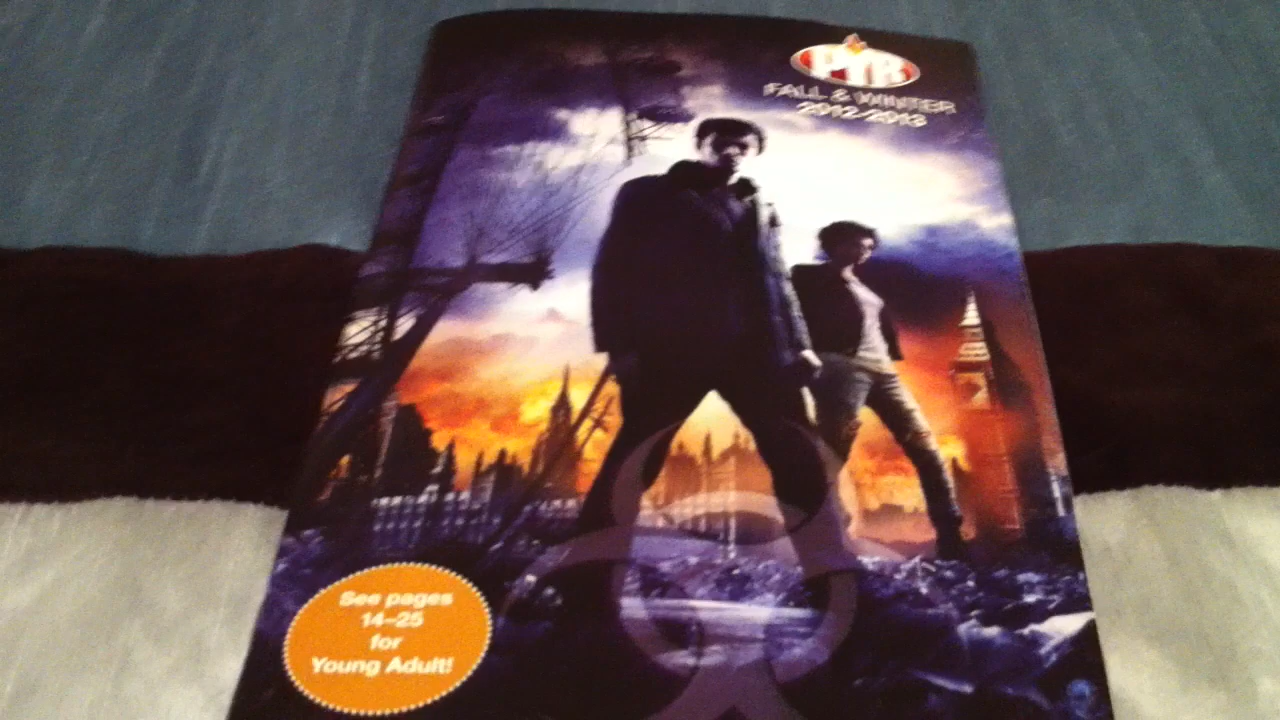 PYR
FALL & WINTER
2012/2013
See pages
14–25
for
Young Adult!